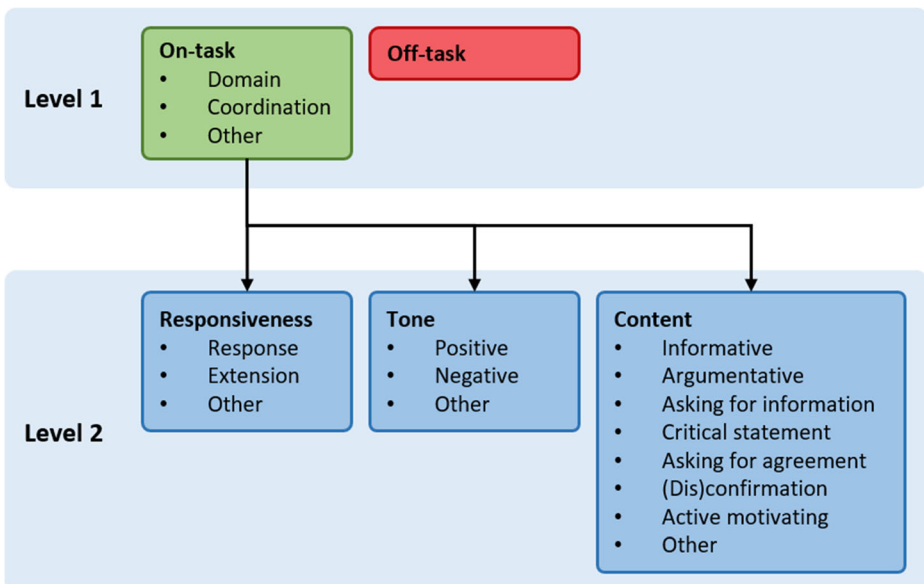 Level 1
On-task
• Domain
• Coordination
• Other
Off-task
Level 2
Responsiveness
• Response
• Extension
• Other
Tone
• Positive
• Negative
• Other
Content
• Informative
• Argumentative
• Asking for information
• Critical statement
• Asking for agreement
• (Dis)confirmation
• Active motivating
• Other